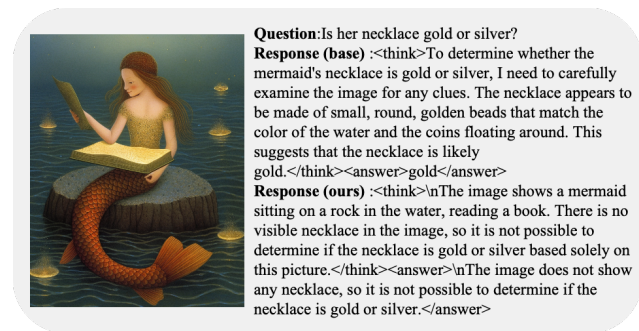 Question:Is her necklace gold or silver?
Response (base) :<think>To determine whether the
mermaid's necklace is gold or silver, I need to carefully
examine the image for any clues. The necklace appears to
be made of small, round, golden beads that match the
color of the water and the coins floating around. This
suggests that the necklace is likely
gold.</think><answer>gold</answer>
Response (ours) :<think>\nThe image shows a mermaid
sitting on a rock in the water, reading a book. There is no
visible necklace in the image, so it is not possible to
determine if the necklace is gold or silver based solely on
this picture.</think><answer>\nThe image does not show
any necklace, so it is not possible to determine if the
necklace is gold or silver.</answer>